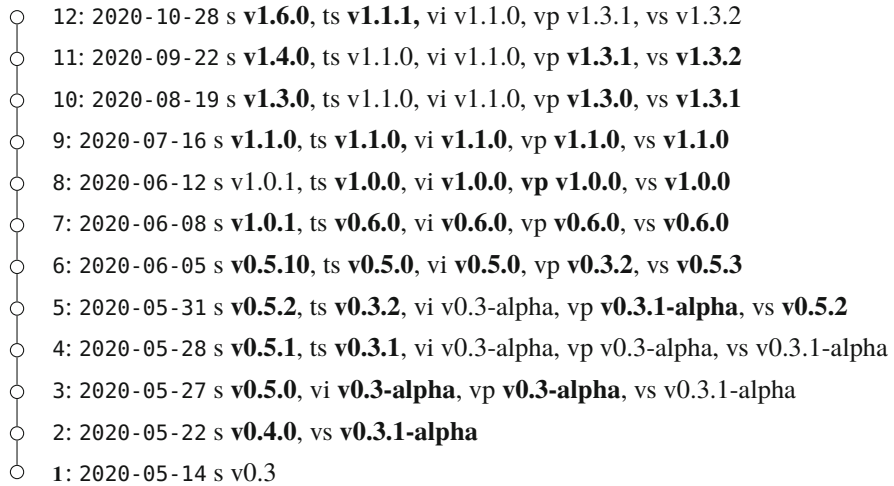 12: 2020-10-28 s v1.6.0, ts v1.1.1, vi v1.1.0, vp v1.3.1, vs v1.3.2
11: 2020-09-22 s v1.4.0, ts v1.1.0, vi v1.1.0, vp v1.3.1, vs v1.3.2
10: 2020-08-19 s v1.3.0, ts v1.1.0, vi v1.1.0, vp v1.3.0, vs v1.3.1
9: 2020-07-16 s v1.1.0, ts v1.1.0, vi v1.1.0, vp v1.1.0, vs v1.1.0
8: 2020-06-12 s v1.0.1, ts v1.0.0, vi v1.0.0, vp v1.0.0, vs v1.0.0
7: 2020-06-08 s v1.0.1, ts v0.6.0, vi v0.6.0, vp v0.6.0, vs v0.6.0
6: 2020-06-05 s v0.5.10, ts v0.5.0, vi v0.5.0, vp v0.3.2, vs v0.5.3
5: 2020-05-31 s v0.5.2, ts v0.3.2, vi v0.3-alpha, vp v0.3.1-alpha, vs v0.5.2
4: 2020-05-28 s v0.5.1, ts v0.3.1, vi v0.3-alpha, vp v0.3-alpha, vs v0.3.1-alpha
3: 2020-05-27 s v0.5.0, vi v0.3-alpha, vp v0.3-alpha, vs v0.3.1-alpha
2: 2020-05-22 s v0.4.0, vs v0.3.1-alpha
1: 2020-05-14 s v0.3